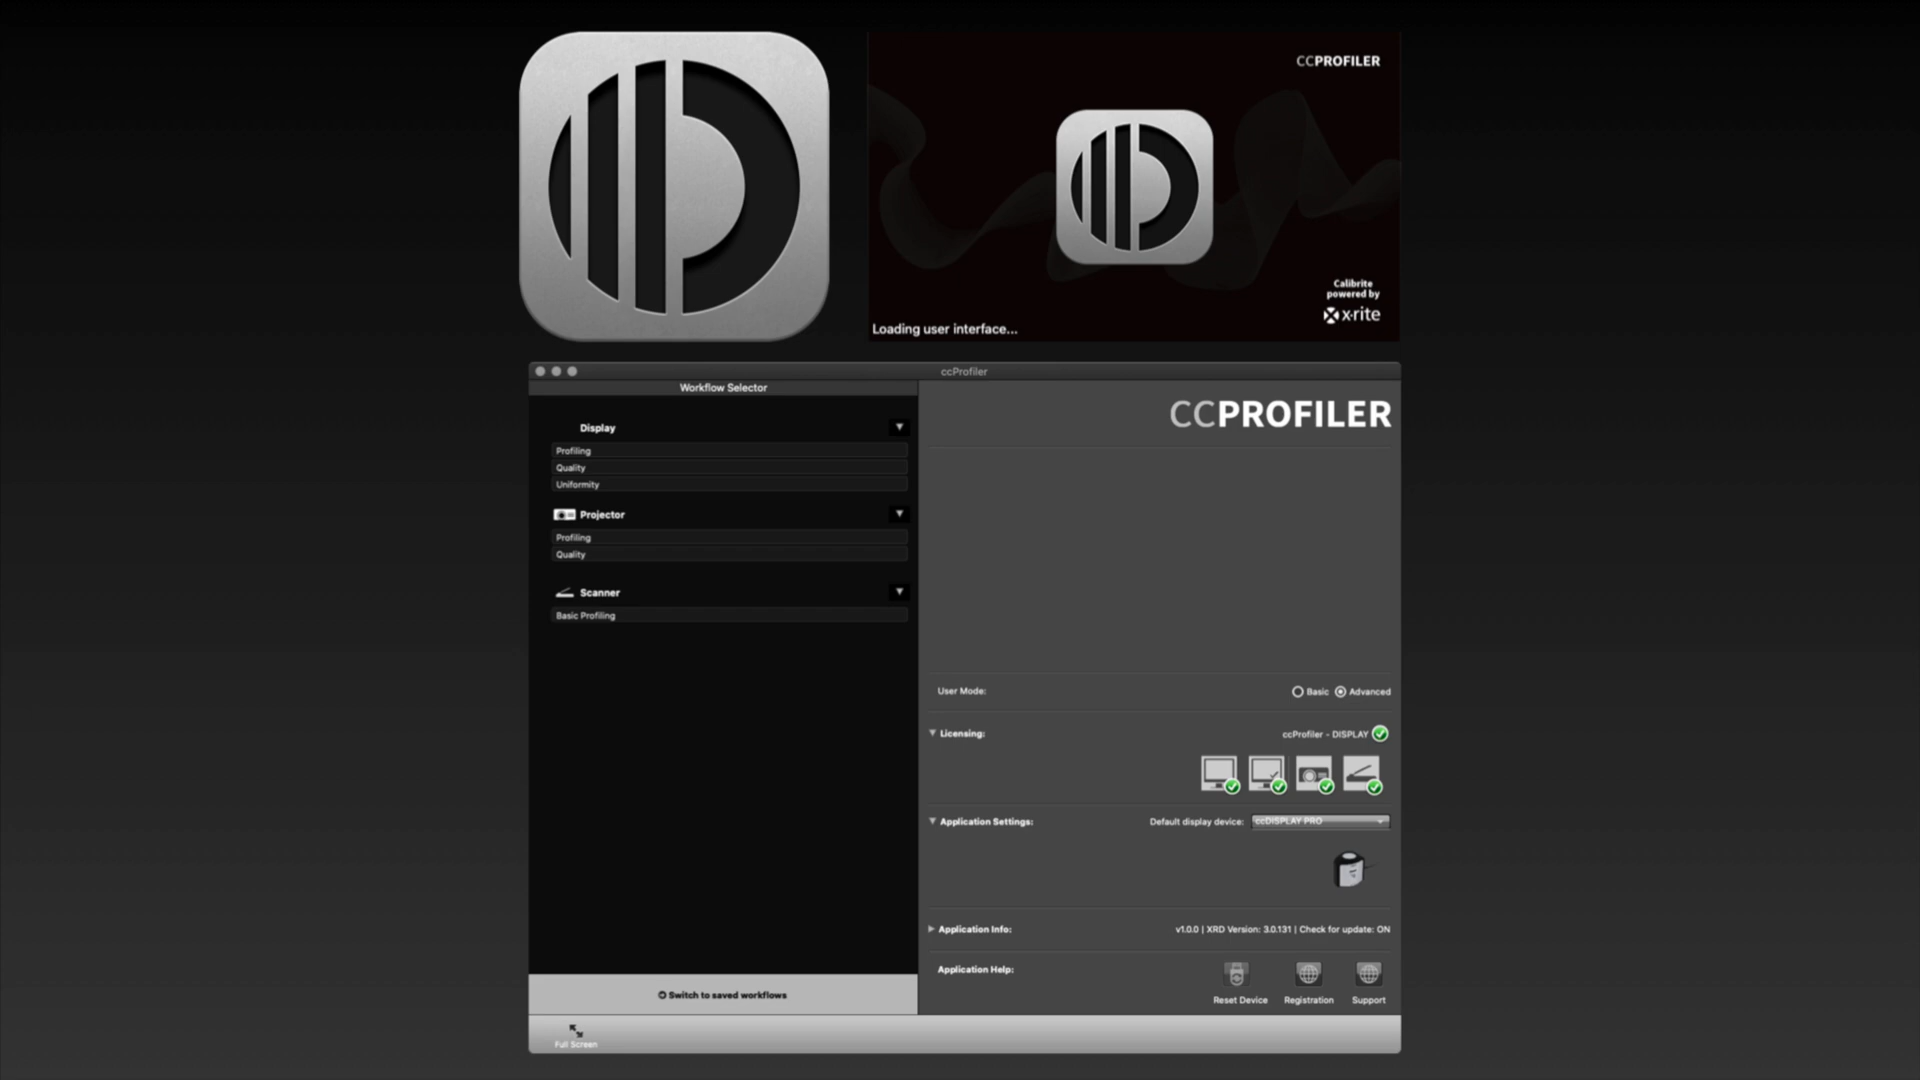 CCPROFILER
Calibrite
powered by
x·rite
Loading user interface...
ccProfiler
Workflow Selector
Display
Profiling
Quality
Uniformity
Projector
Profiling
Quality
Scanner
Basic Profiling
Switch to saved workflows
Full Screen
CCPROFILER
User Mode: Basic Advanced
Licensing: ccProfiler - DISPLAY
Application Settings: Default display device: ccDISPLAY PRO
Application Info: v1.0.0 | XRD Version: 3.0.131 | Check for update: ON
Application Help:
Reset Device Registration Support